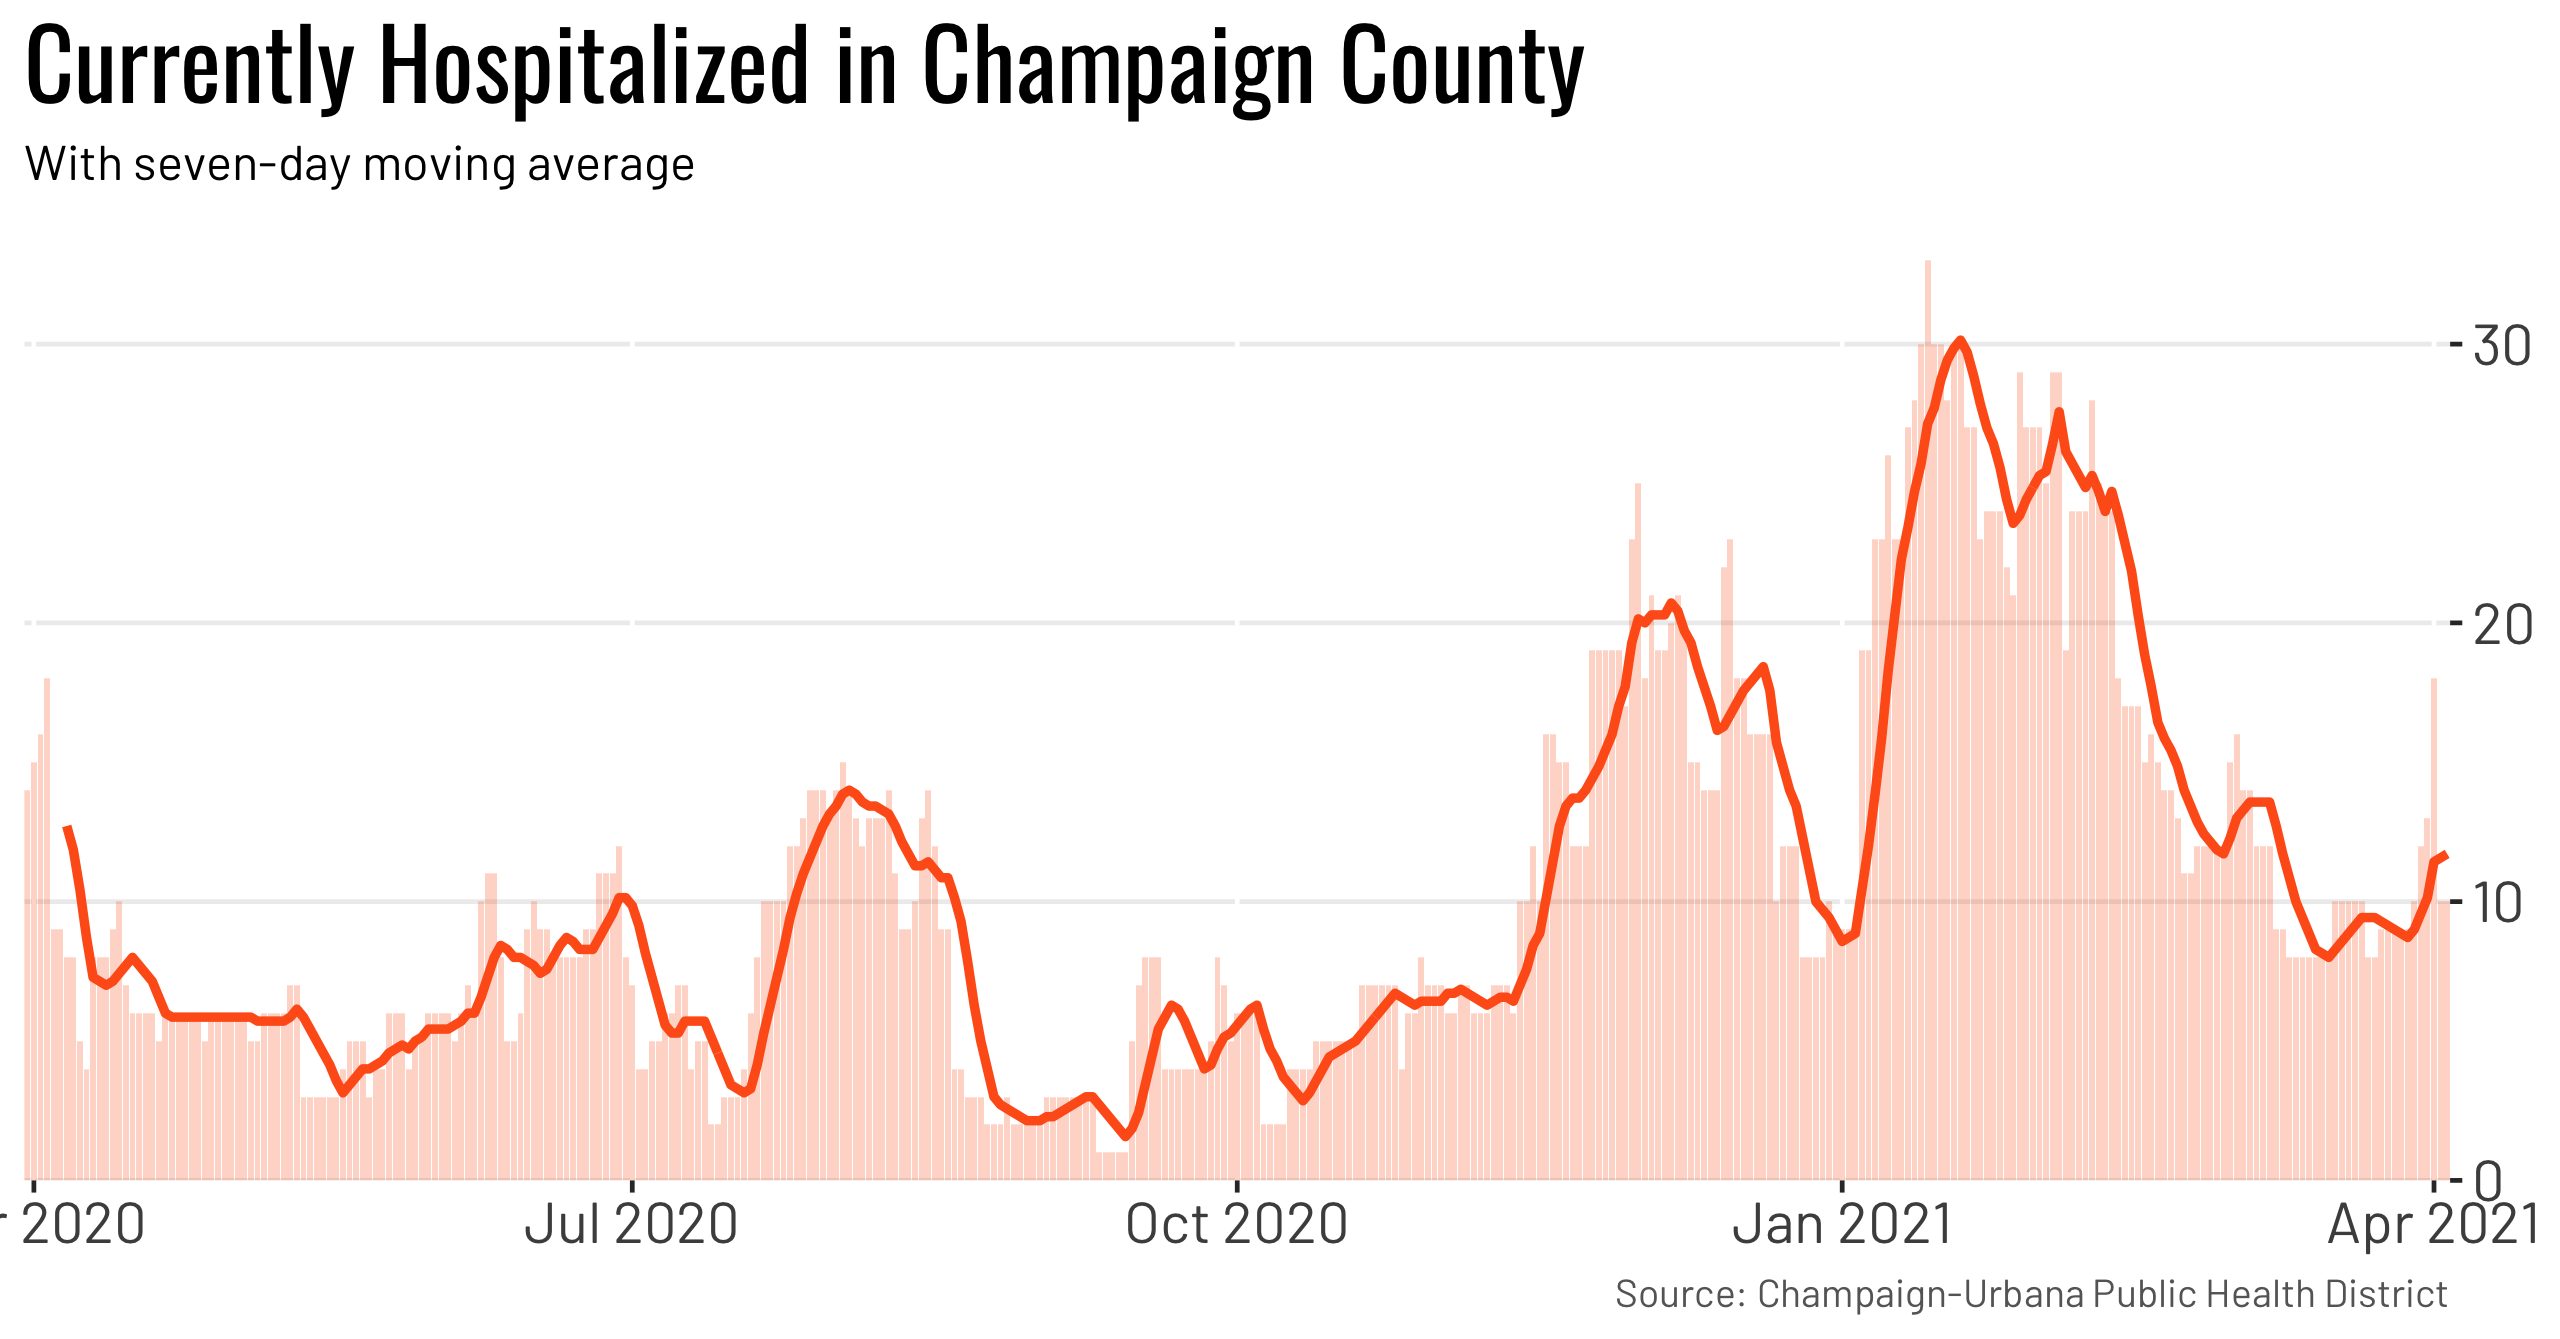 Currently Hospitalized in Champaign County
With seven-day moving average
30
20
10
0
2020 Jul 2020 Oct 2020 Jan 2021 Apr 2021
Source: Champaign-Urbana Public Health District